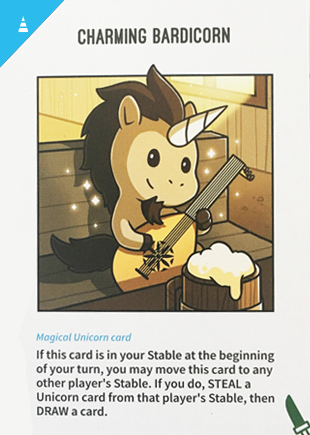 CHARMING BARDICORN
Magical Unicorn card
If this card is in your Stable at the beginning
of your turn, you may move this card to any
other player's Stable. If you do, STEAL a
Unicorn card from that player's Stable, then
DRAW a card.